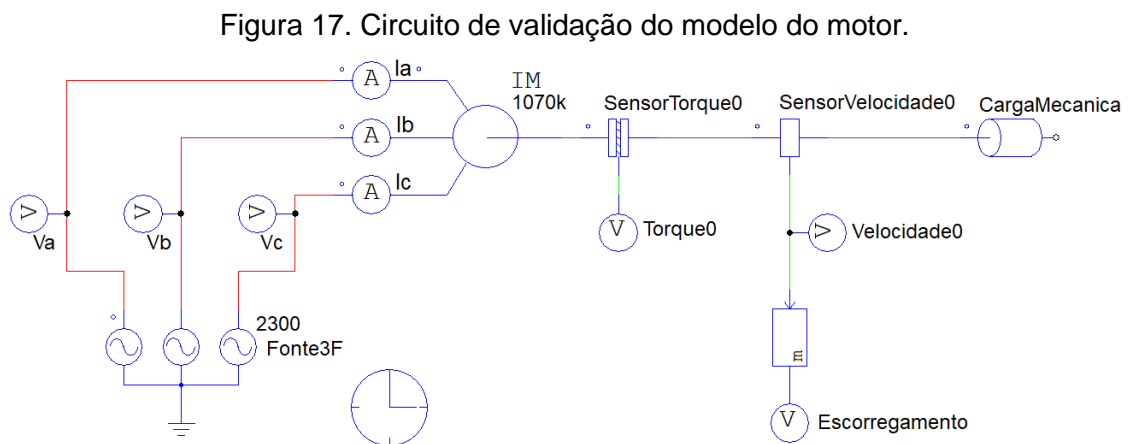 Figura 17. Circuito de validação do modelo do motor.
A
Ia
IM
1070k
SensorTorque0
SensorVelocidade0
CargaMecanica
A
Ib
A
Ic
V
Va
V
Vb
V
Vc
V
Torque0
V
Velocidade0
2300
Fonte3F
m
V
Escorregamento